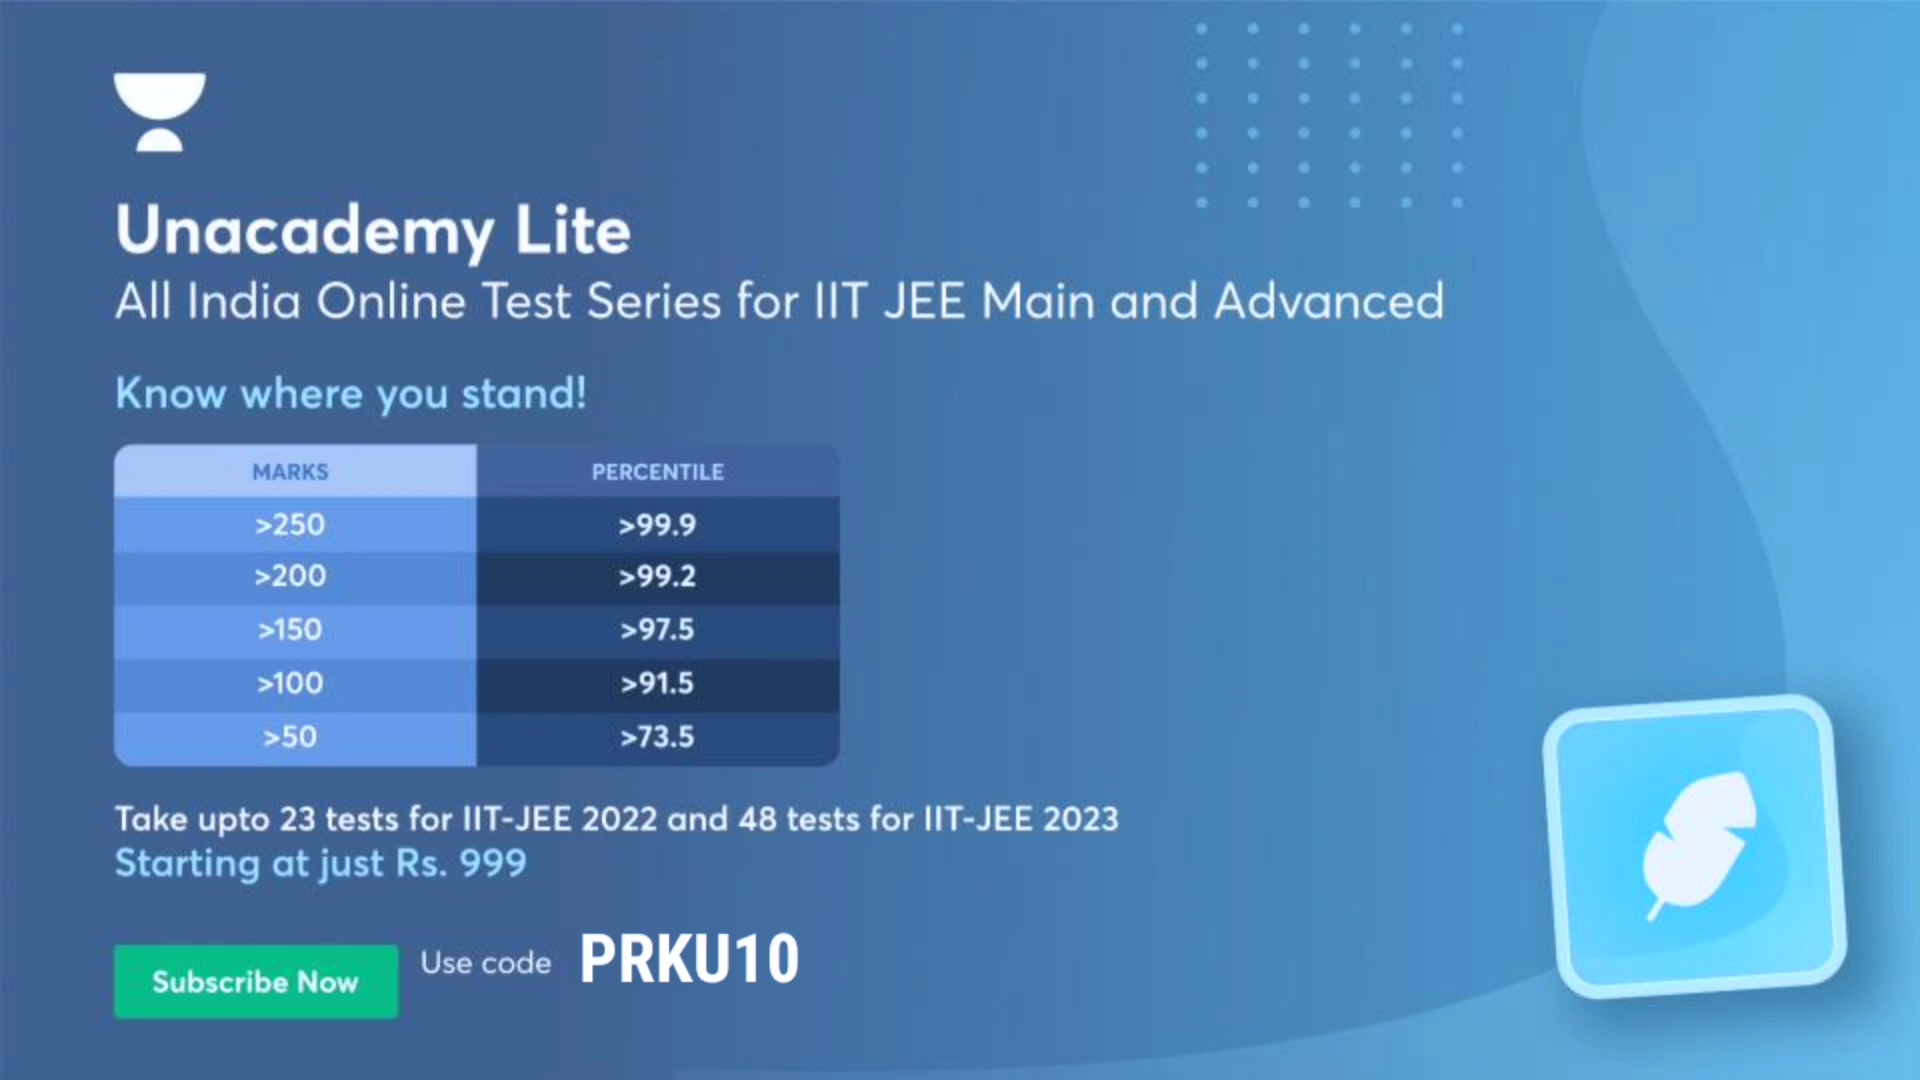 Unacademy Lite
All India Online Test Series for IIT JEE Main and Advanced
Know where you stand!
MARKS PERCENTILE
>250 >99.9
>200 >99.2
>150 >97.5
>100 >91.5
>50 >73.5
Take upto 23 tests for IIT-JEE 2022 and 48 tests for IIT-JEE 2023
Starting at just Rs. 999
Subscribe Now Use code PRKU10